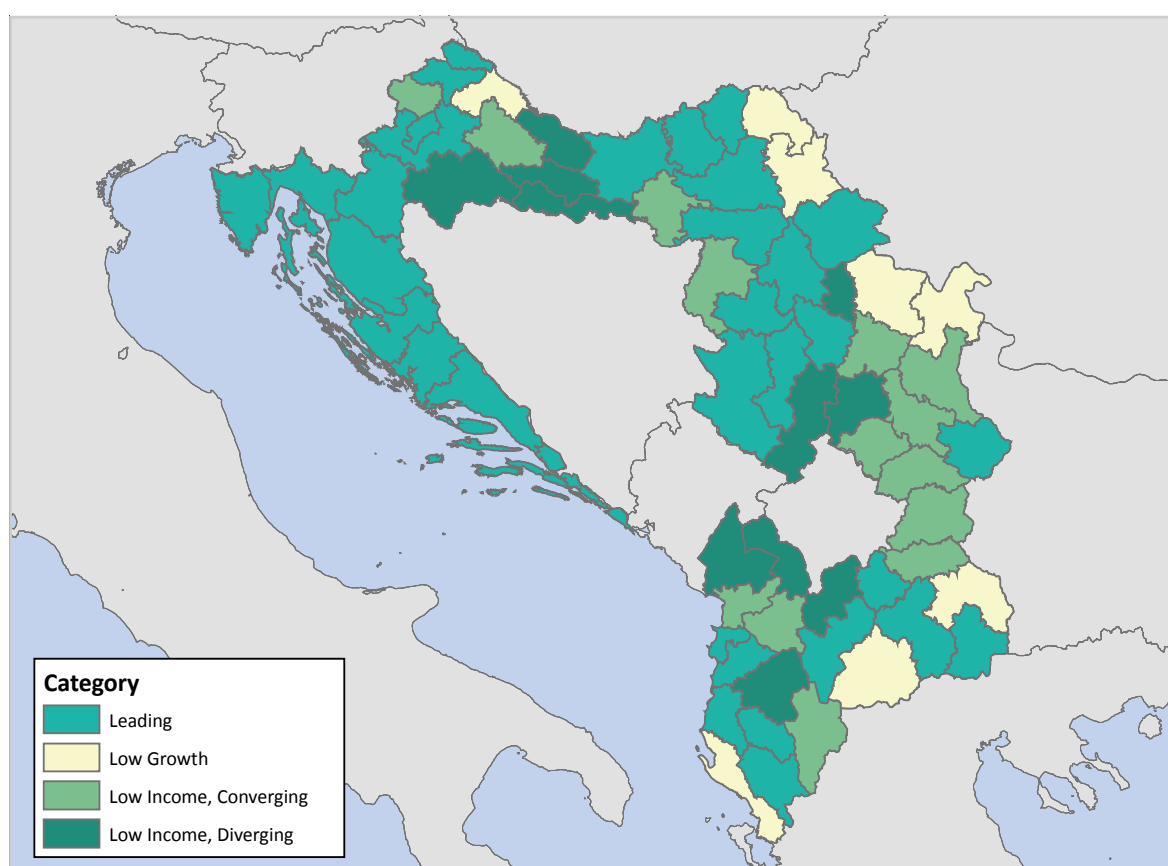 Category
Leading
Low Growth
Low Income, Converging
Low Income, Diverging